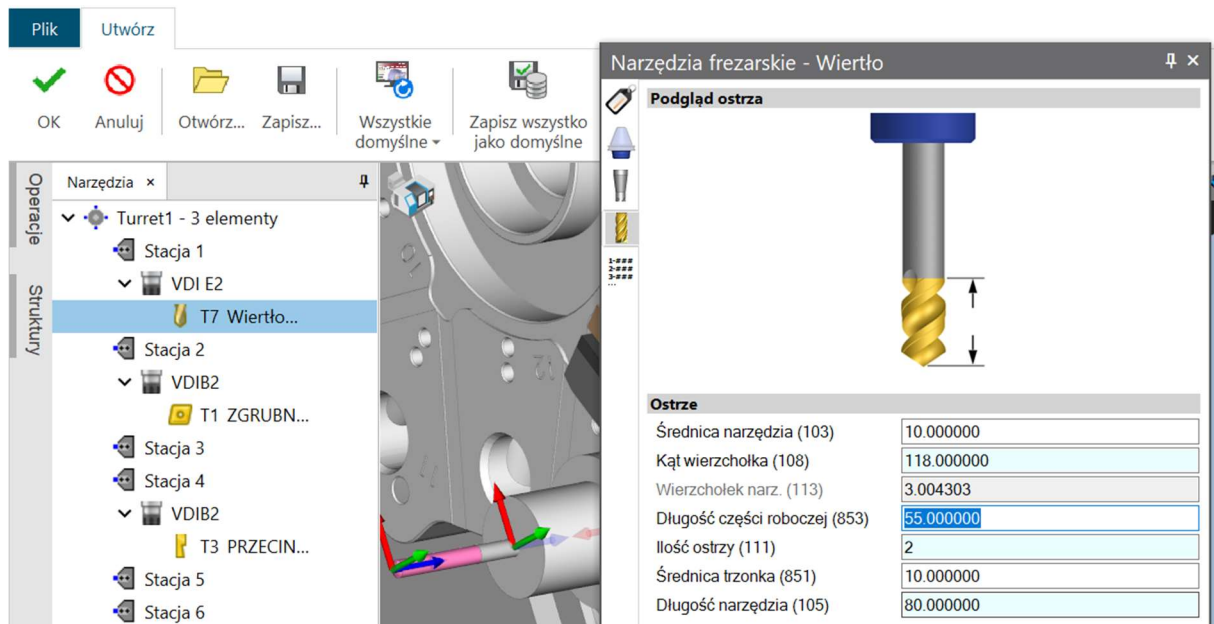 Plik
Utwórz
OK
Anuluj
Otwórz...
Zapisz...
Wszystkie
domyślne
Zapisz wszystko
jako domyślne
Operacje
Struktury
Narzędzia ×
Turret1 - 3 elementy
Stacja 1
VDI E2
T7 Wiertło...
Stacja 2
VDIB2
T1 ZGRUBN...
Stacja 3
Stacja 4
VDIB2
T3 PRZECIN...
Stacja 5
Stacja 6
Narzędzia frezarskie - Wiertło
1-###
2-###
3-###
...
Podgląd ostrza
Ostrze
Średnica narzędzia (103) 10.000000
Kąt wierzchołka (108) 118.000000
Wierzchołek narz. (113) 3.004303
Długość części roboczej (853) 55.000000
Ilość ostrzy (111) 2
Średnica trzonka (851) 10.000000
Długość narzędzia (105) 80.000000